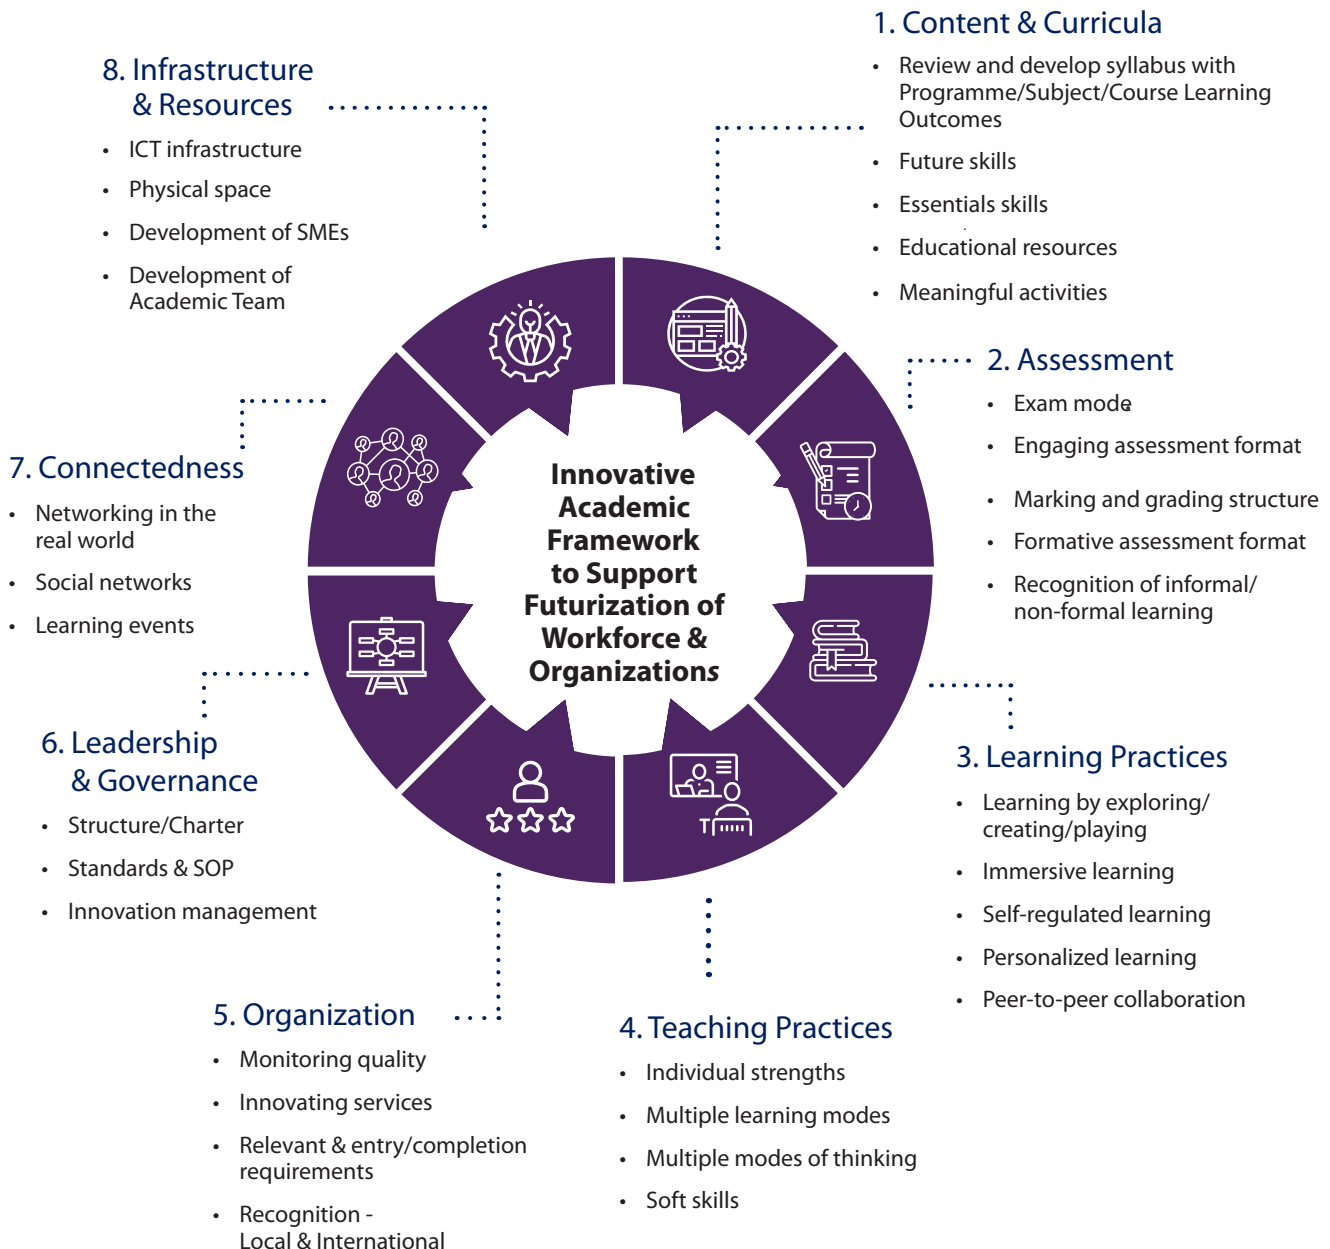 1. Content & Curricula
• Review and develop syllabus with
Programme/Subject/Course Learning
Outcomes
• Future skills
• Essentials skills
• Educational resources
• Meaningful activities
2. Assessment
• Exam mode
• Engaging assessment format
• Marking and grading structure
• Formative assessment format
• Recognition of informal/
non-formal learning
3. Learning Practices
• Learning by exploring/
creating/playing
• Immersive learning
• Self-regulated learning
• Personalized learning
• Peer-to-peer collaboration
4. Teaching Practices
• Individual strengths
• Multiple learning modes
• Multiple modes of thinking
• Soft skills
5. Organization
• Monitoring quality
• Innovating services
• Relevant & entry/completion
requirements
• Recognition -
Local & International
6. Leadership
& Governance
• Structure/Charter
• Standards & SOP
• Innovation management
7. Connectedness
• Networking in the
real world
• Social networks
• Learning events
8. Infrastructure
& Resources
• ICT infrastructure
• Physical space
• Development of SMEs
• Development of
Academic Team
Innovative
Academic
Framework
to Support
Futurization of
Workforce &
Organizations
T